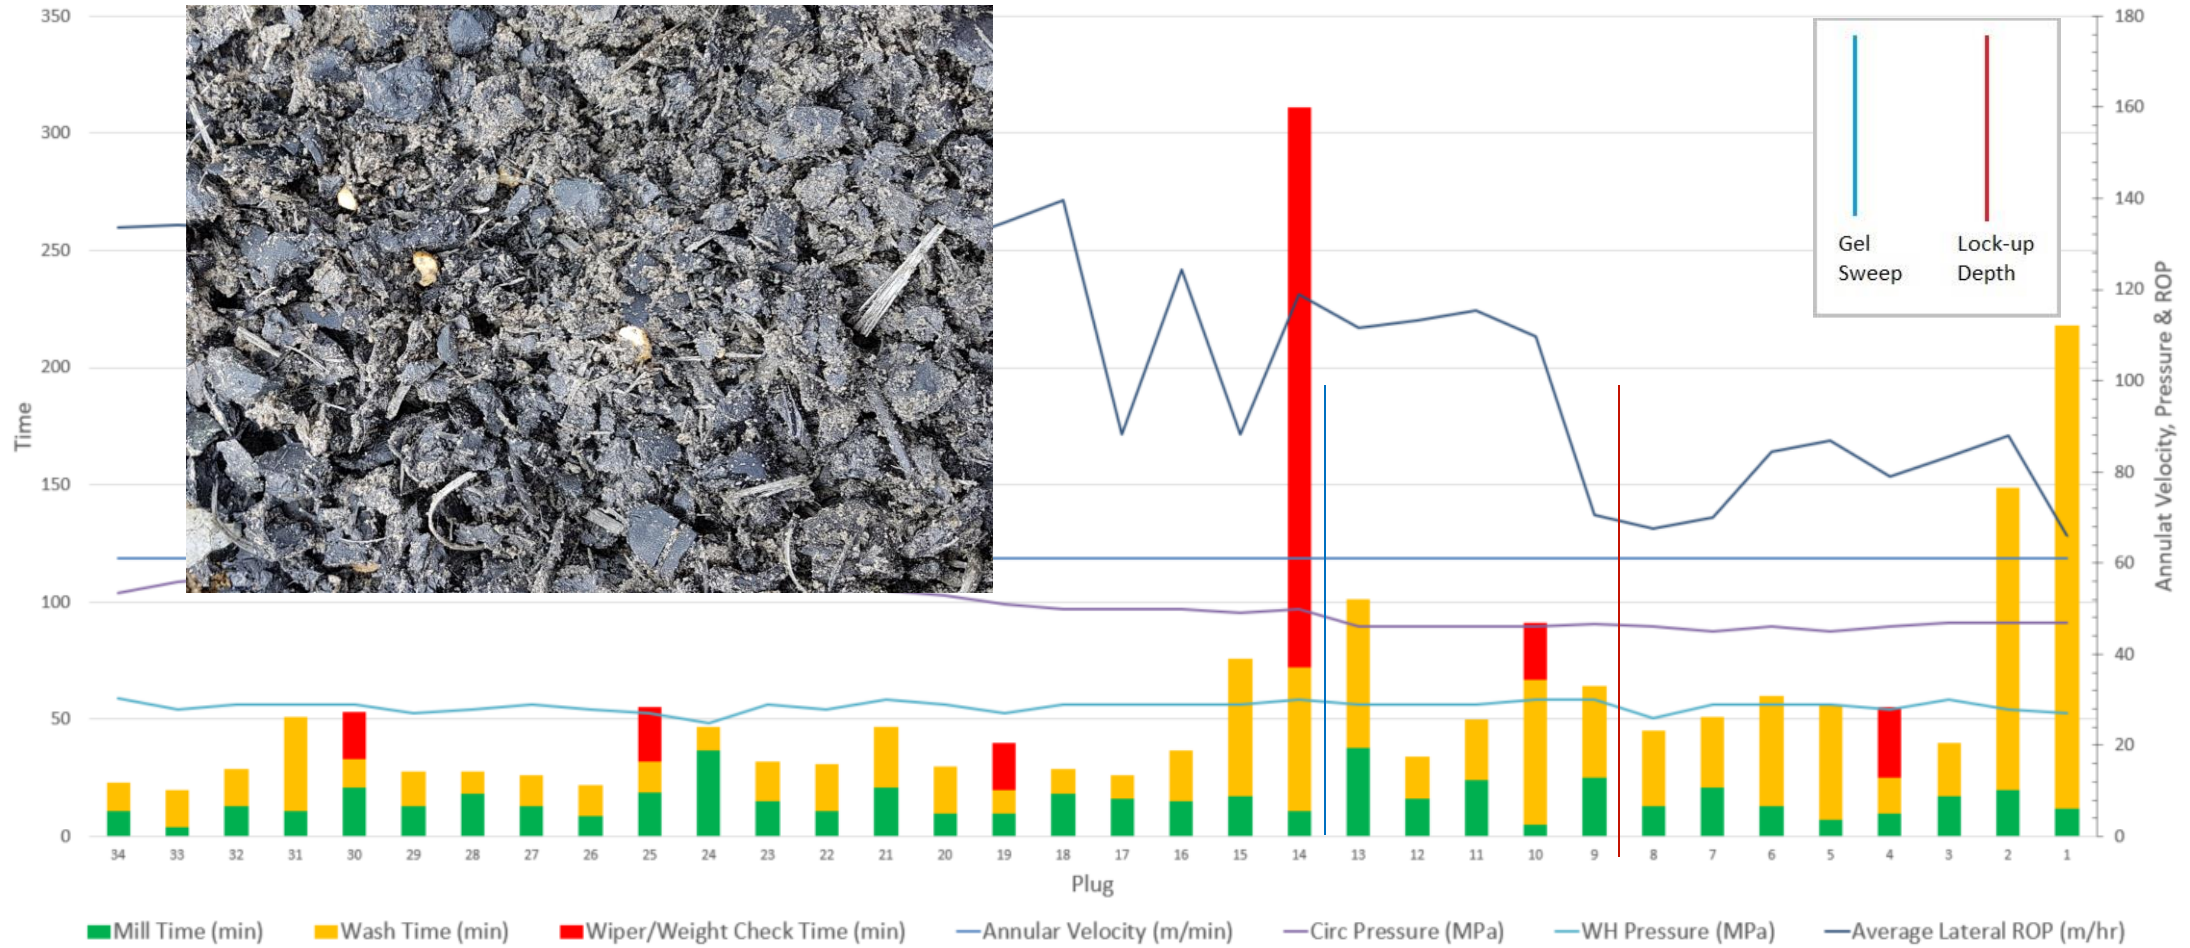 350
300
250
200
150
100
50
0
Time
180
160
140
120
100
80
60
40
20
0
Annulat Velocity, Pressure & ROP
Gel Sweep
Lock-up Depth
34 33 32 31 30 29 28 27 26 25 24 23 22 21 20 19 18 17 16 15 14 13 12 11 10 9 8 7 6 5 4 3 2 1
Plug
Mill Time (min) Wash Time (min) Wiper/Weight Check Time (min) Annular Velocity (m/min) Circ Pressure (MPa) WH Pressure (MPa) Average Lateral ROP (m/hr)